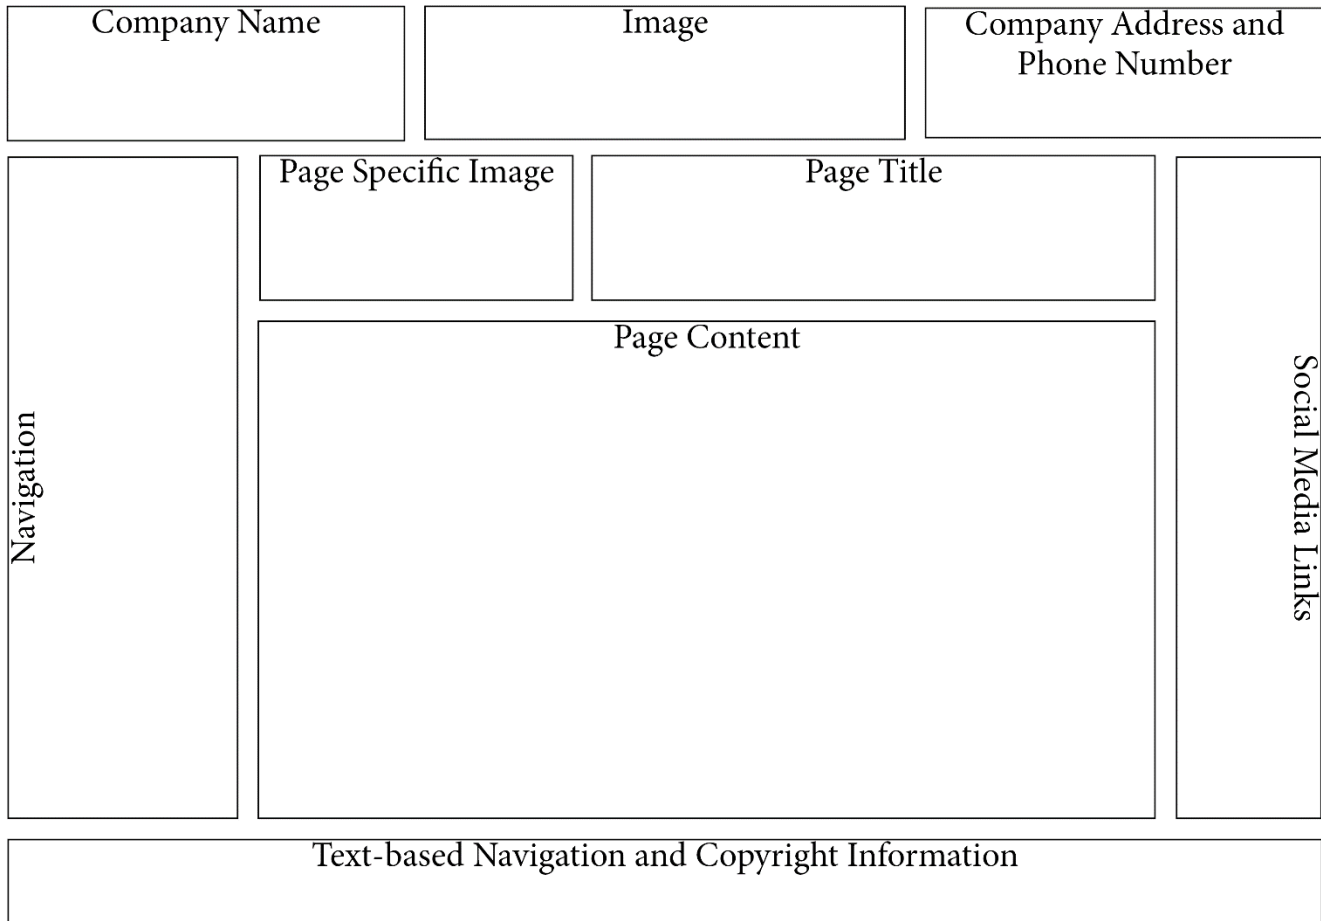 Company Name
Image
Company Address and
Phone Number
Page Specific Image
Page Title
Page Content
Navigation
Social Media Links
Text-based Navigation and Copyright Information